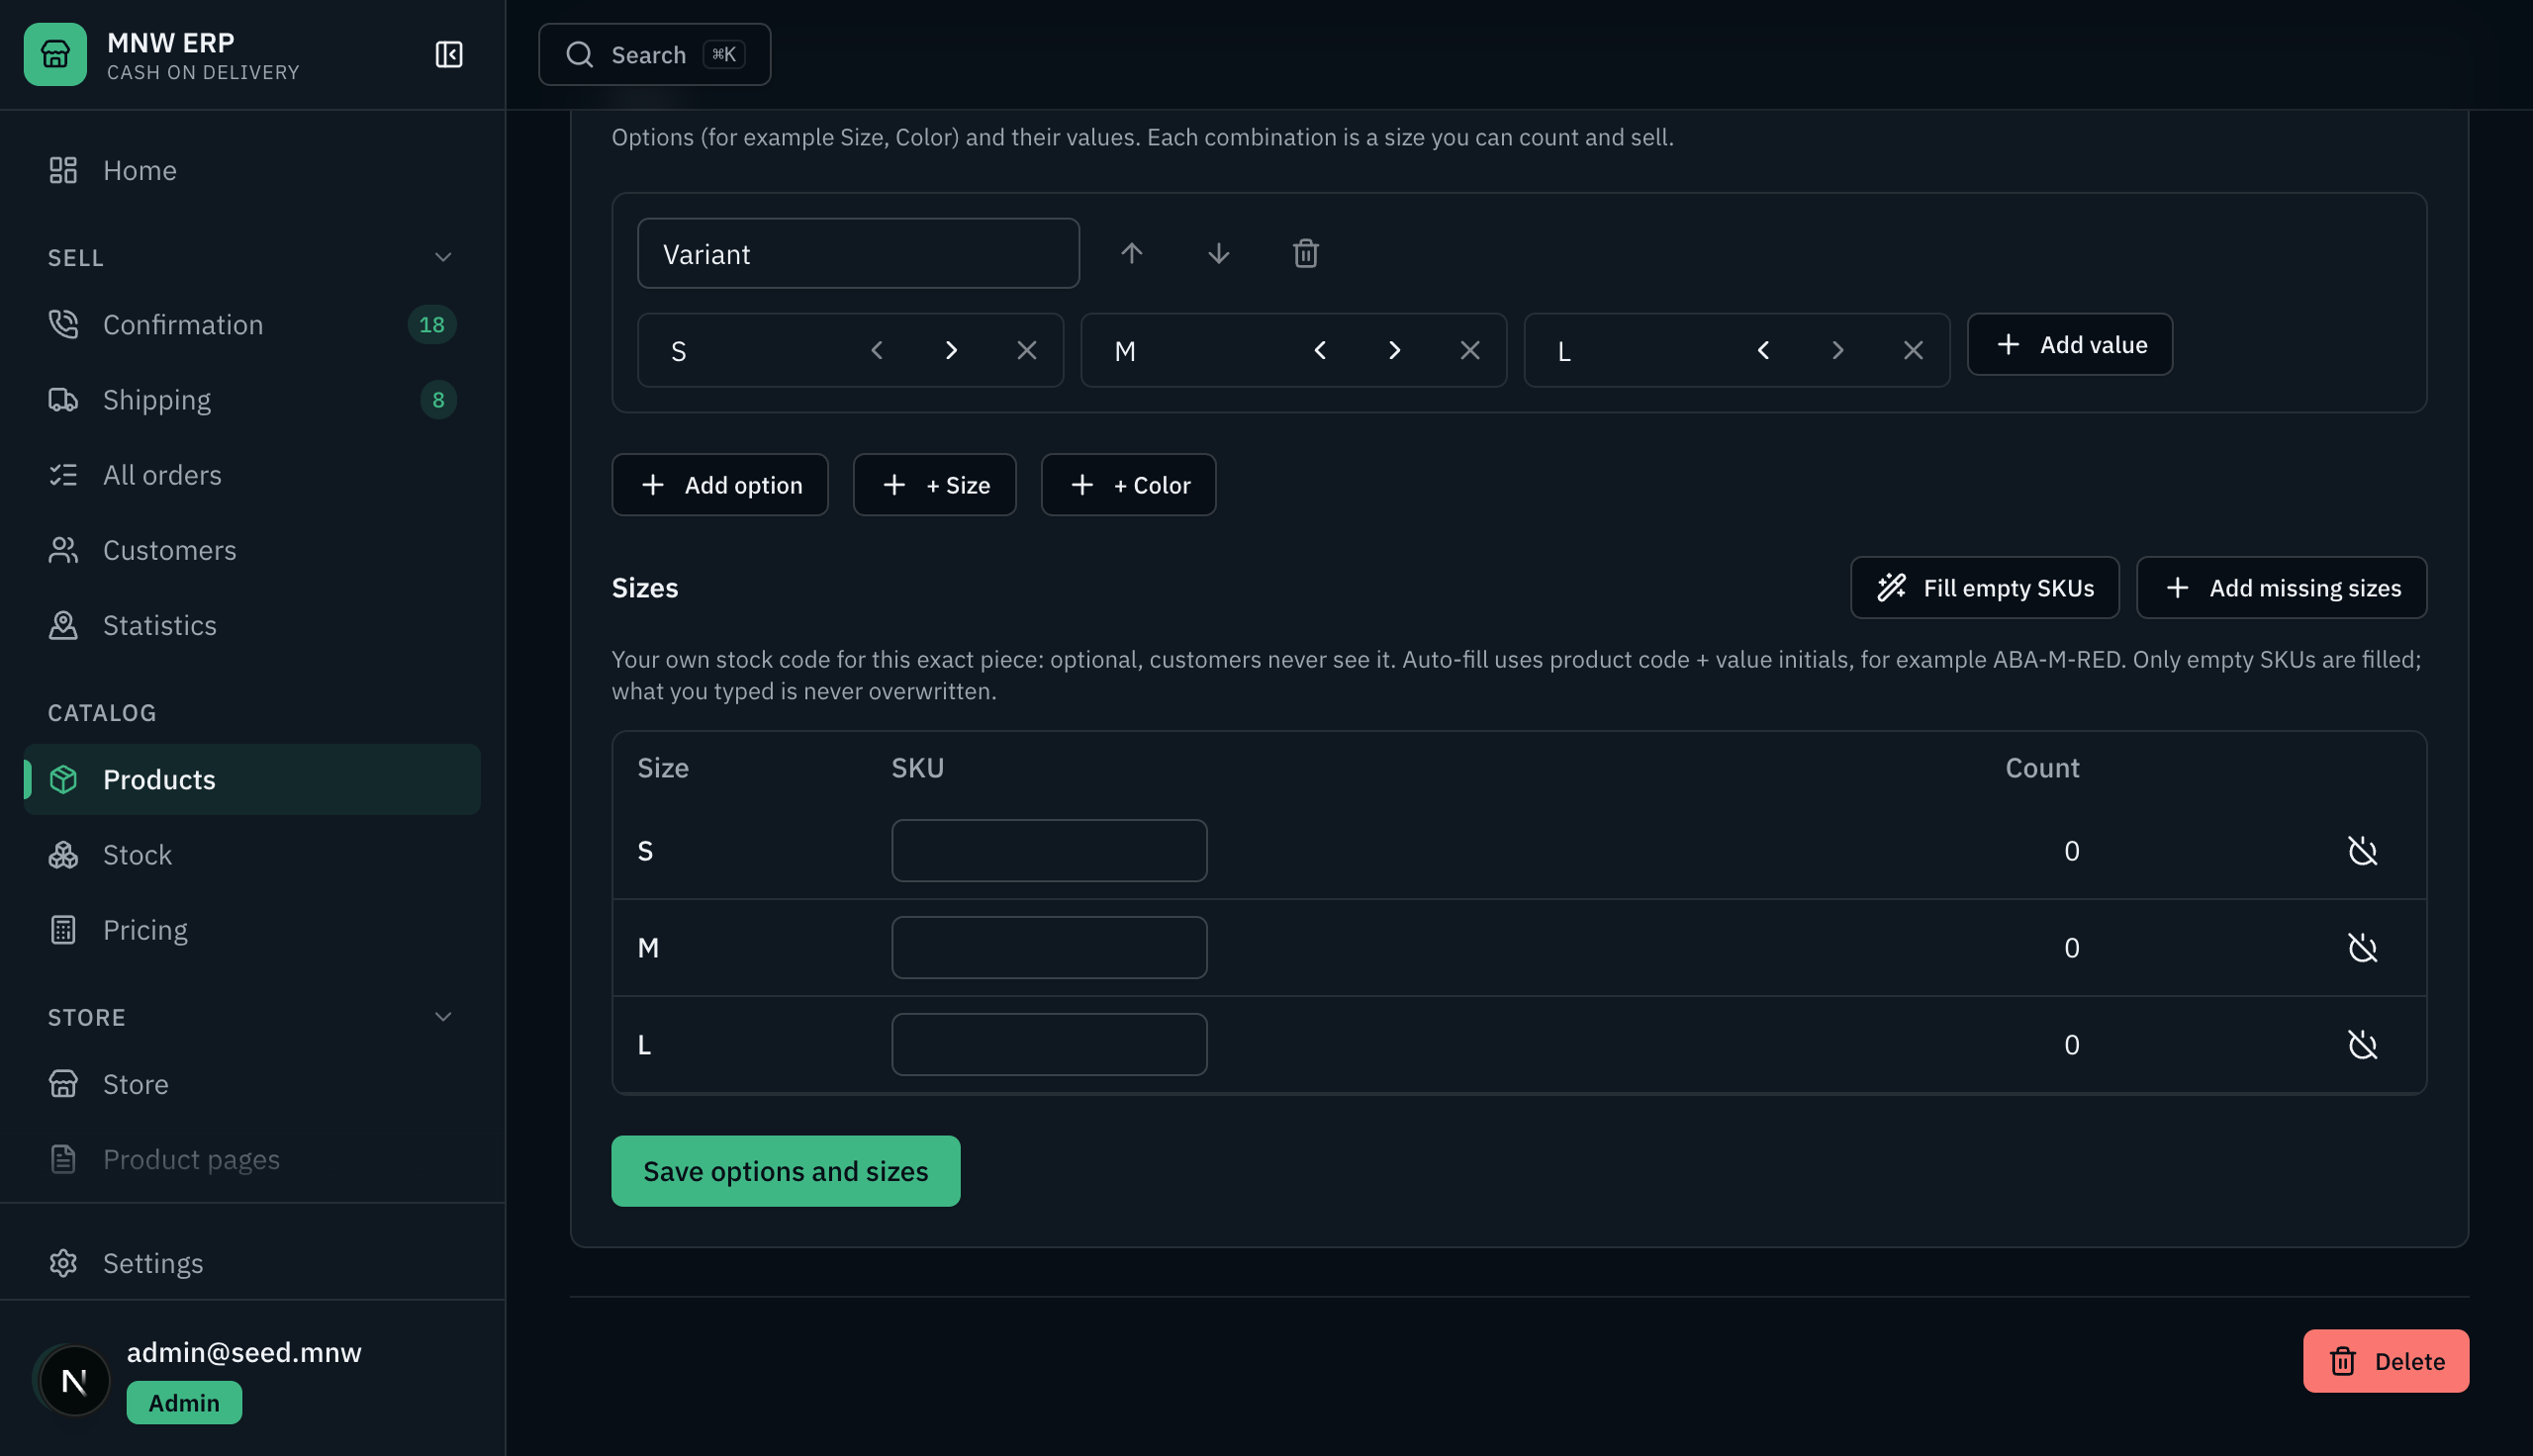 MNW ERP
CASH ON DELIVERY
Search ⌘K
Home
SELL
Confirmation 18
Shipping 8
All orders
Customers
Statistics
CATALOG
Products
Stock
Pricing
STORE
Store
Product pages
Settings
N
admin@seed.mnw
Admin
Options (for example Size, Color) and their values. Each combination is a size you can count and sell.
Variant
S M L Add value
Add option + Size + Color
Sizes Fill empty SKUs Add missing sizes
Your own stock code for this exact piece: optional, customers never see it. Auto-fill uses product code + value initials, for example ABA-M-RED. Only empty SKUs are filled;
what you typed is never overwritten.
Size SKU Count
S 0
M 0
L 0
Save options and sizes
Delete